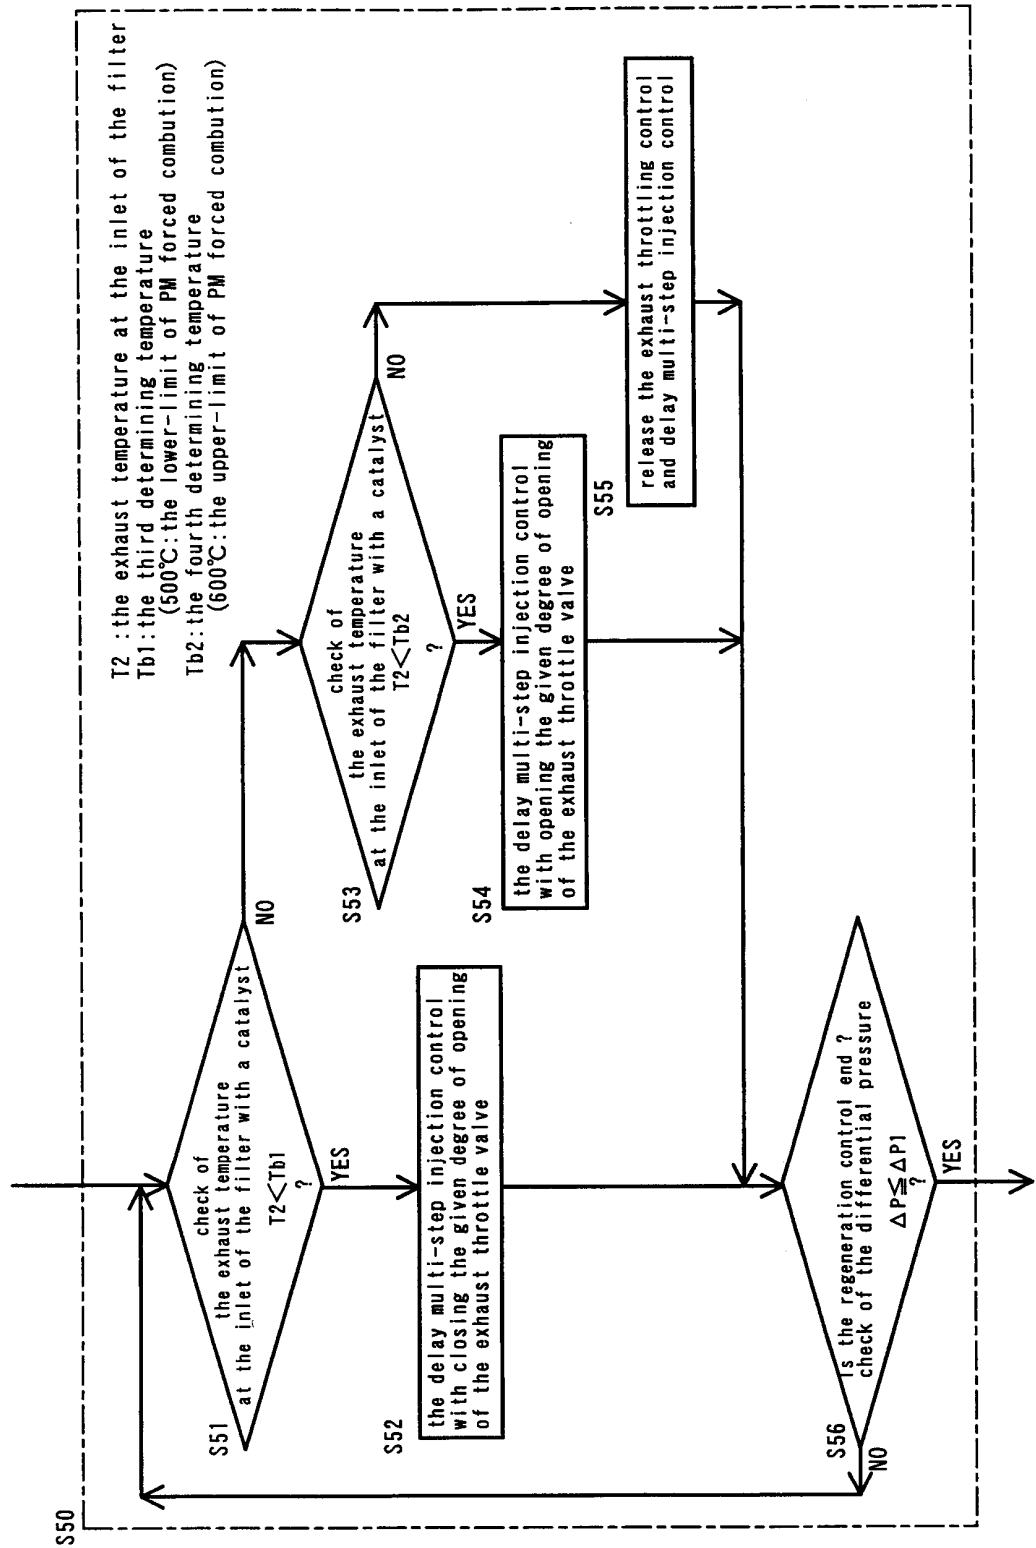 S50
T2 :the exhaust temperature at the inlet of the filter
Tb1:the third determining temperature
(500℃:the lower-limit of PM forced combution)
Tb2:the fourth determining temperature
(600℃:the upper-limit of PM forced combution)
S51
check of
the exhaust temperature
at the inlet of the filter with a catalyst
T2<Tb1
?
NO
YES
S52
the delay multi-step injection control
with closing the given degree of opening
of the exhaust throttle valve
S53
check of
the exhaust temperature
at the inlet of the filter with a catalyst
T2<Tb2
?
NO
YES
S54
the delay multi-step injection control
with opening the given degree of opening
of the exhaust throttle valve
S55
release the exhaust throttling control
and delay multi-step injection control
S56
Is the regeneration control end ?
check of the differential pressure
ΔP≦ΔP1
?
NO
YES